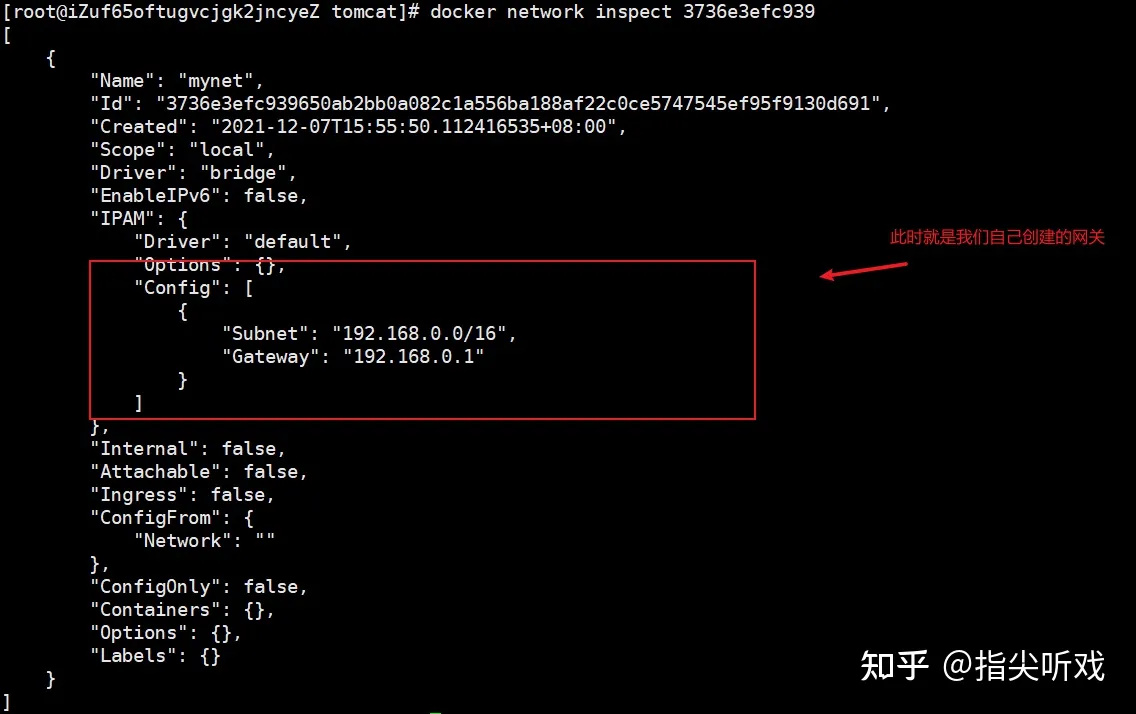 [root@iZuf65oftugvcjgk2jncyeZ tomcat]# docker network inspect 3736e3efc939
[
    {
        "Name": "mynet",
        "Id": "3736e3efc939650ab2bb0a082c1a556ba188af22c0ce5747545ef95f9130d691",
        "Created": "2021-12-07T15:55:50.112416535+08:00",
        "Scope": "local",
        "Driver": "bridge",
        "EnableIPv6": false,
        "IPAM": {
            "Driver": "default",
            "Options": {},
            "Config": [
                {
                    "Subnet": "192.168.0.0/16",
                    "Gateway": "192.168.0.1"
                }
            ]
        },
        "Internal": false,
        "Attachable": false,
        "Ingress": false,
        "ConfigFrom": {
            "Network": ""
        },
        "ConfigOnly": false,
        "Containers": {},
        "Options": {},
        "Labels": {}
    }
]
此时就是我们自己创建的网关
知乎 @指尖听戏